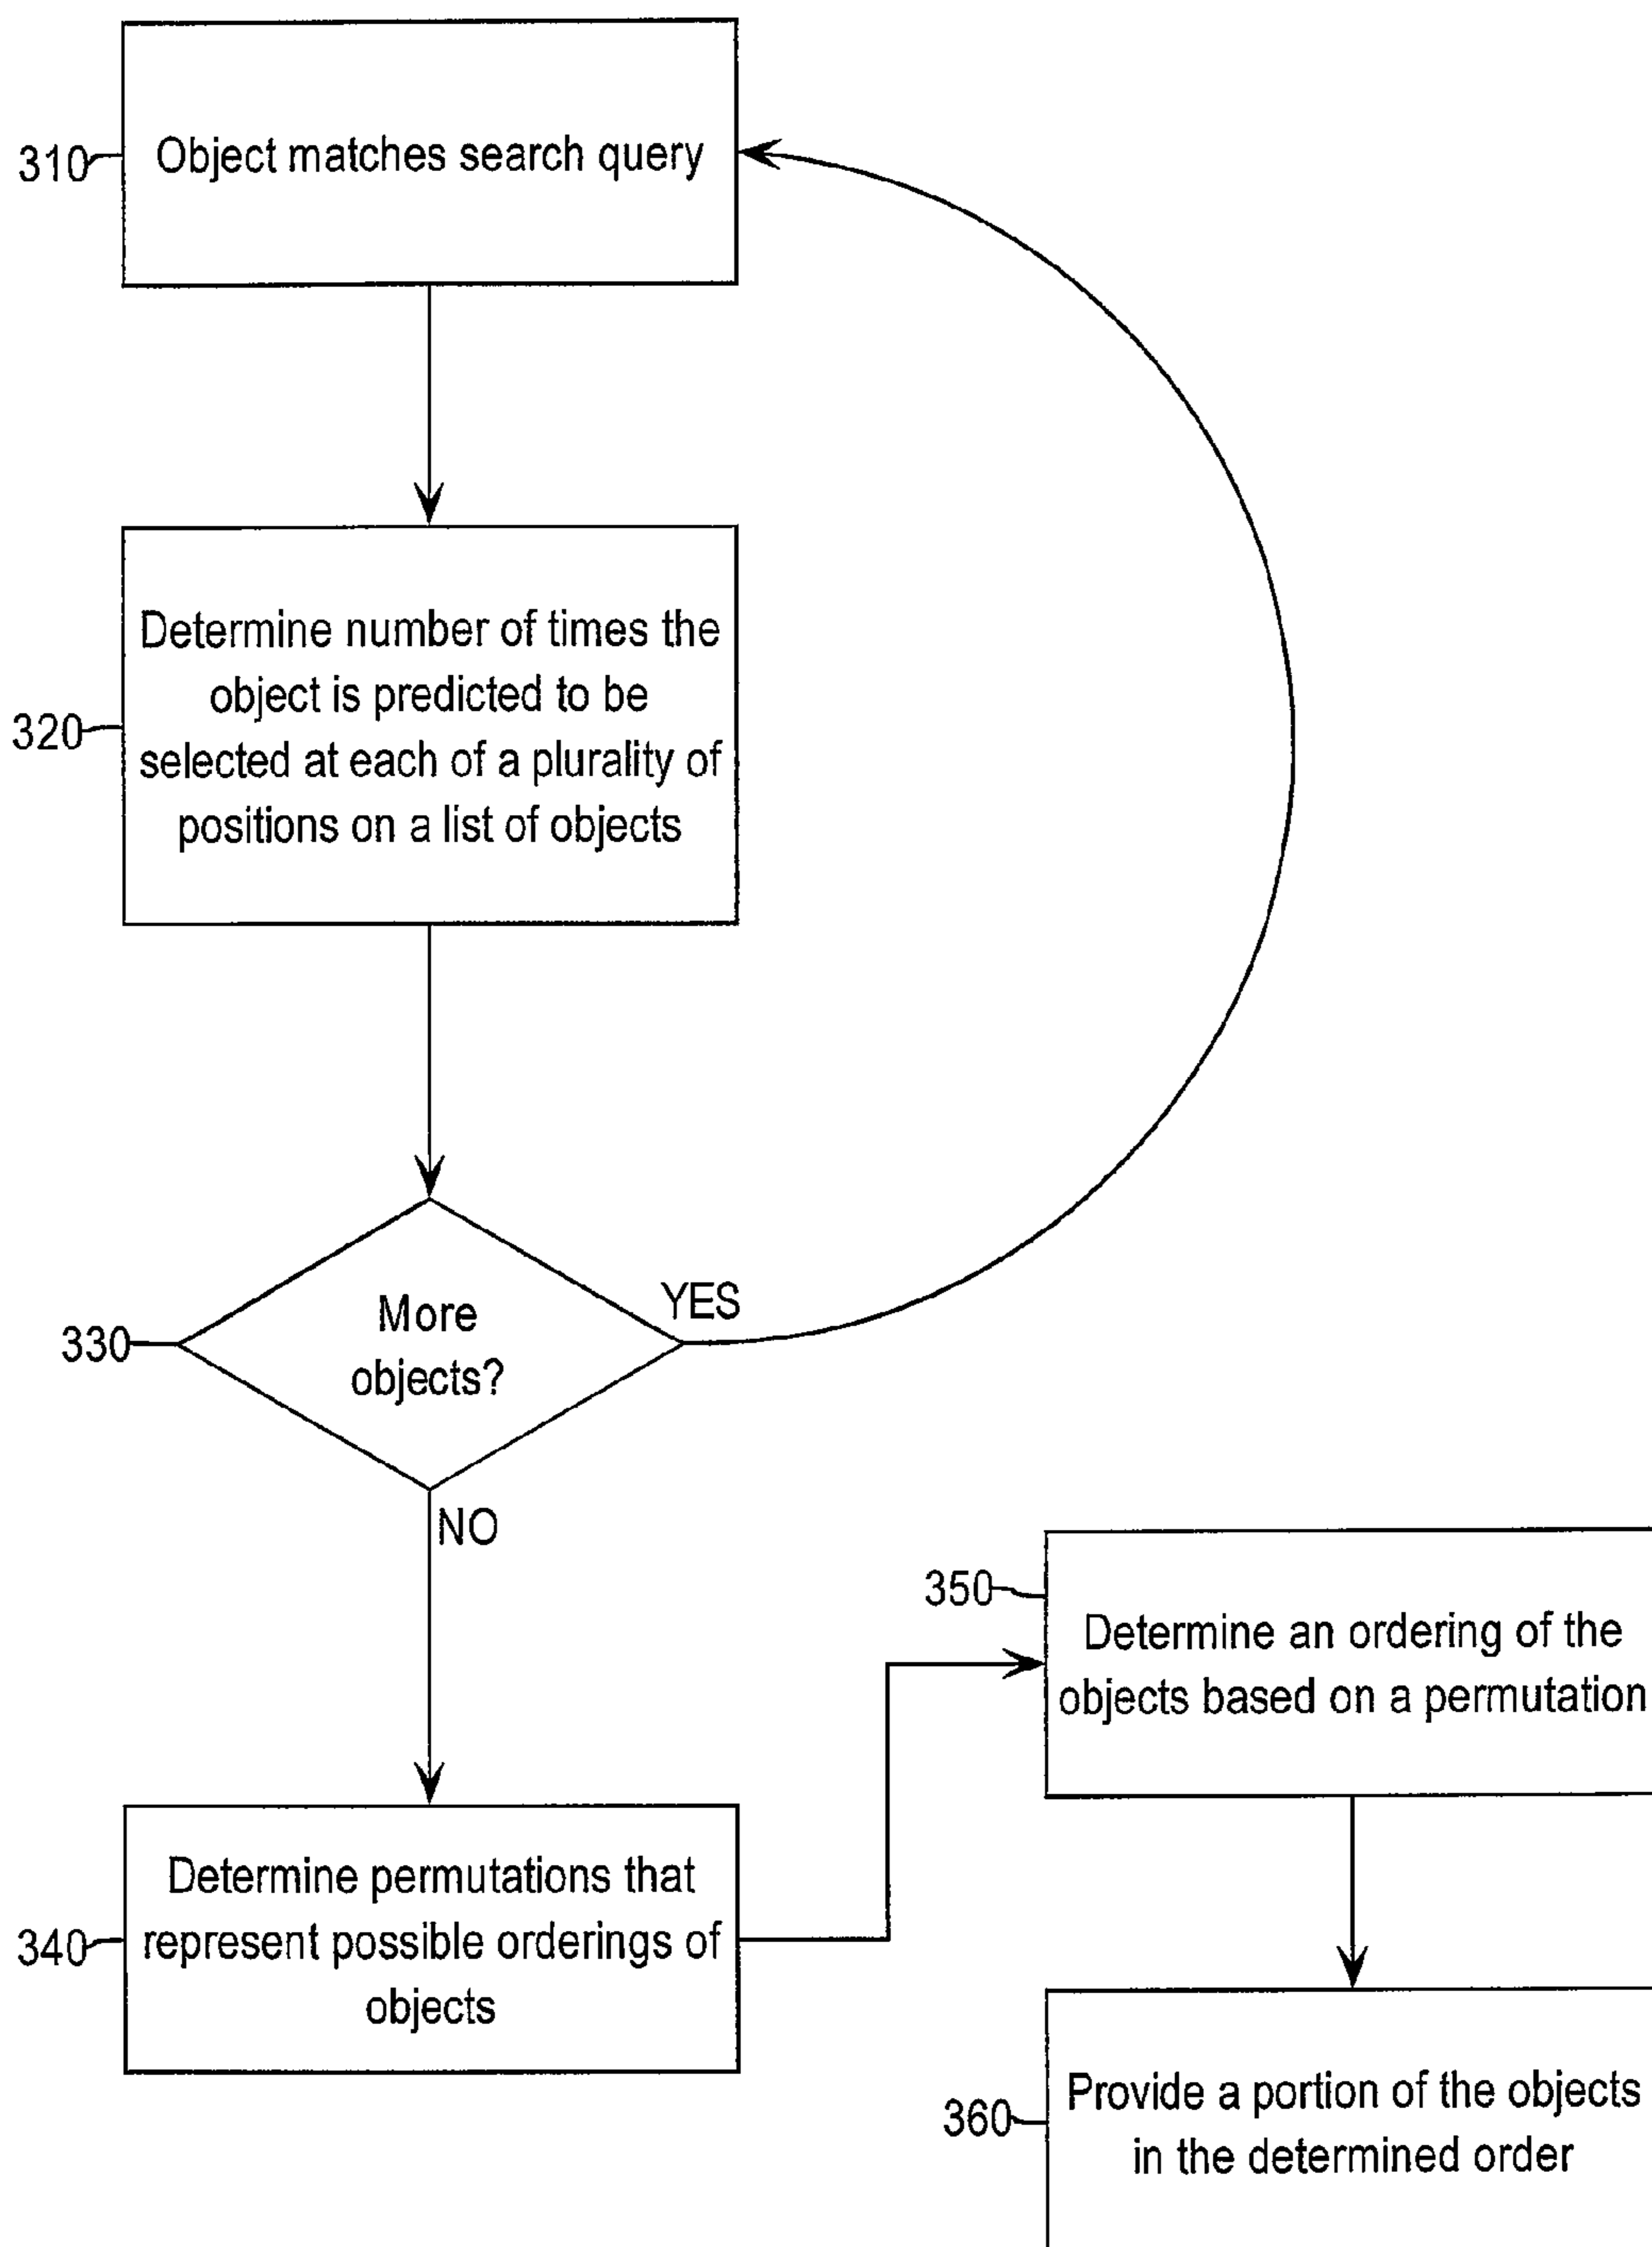 310
Object matches search query
320
Determine number of times the
object is predicted to be
selected at each of a plurality of
positions on a list of objects
330
More
objects?
YES
NO
340
Determine permutations that
represent possible orderings of
objects
350
Determine an ordering of the
objects based on a permutation
360
Provide a portion of the objects
in the determined order